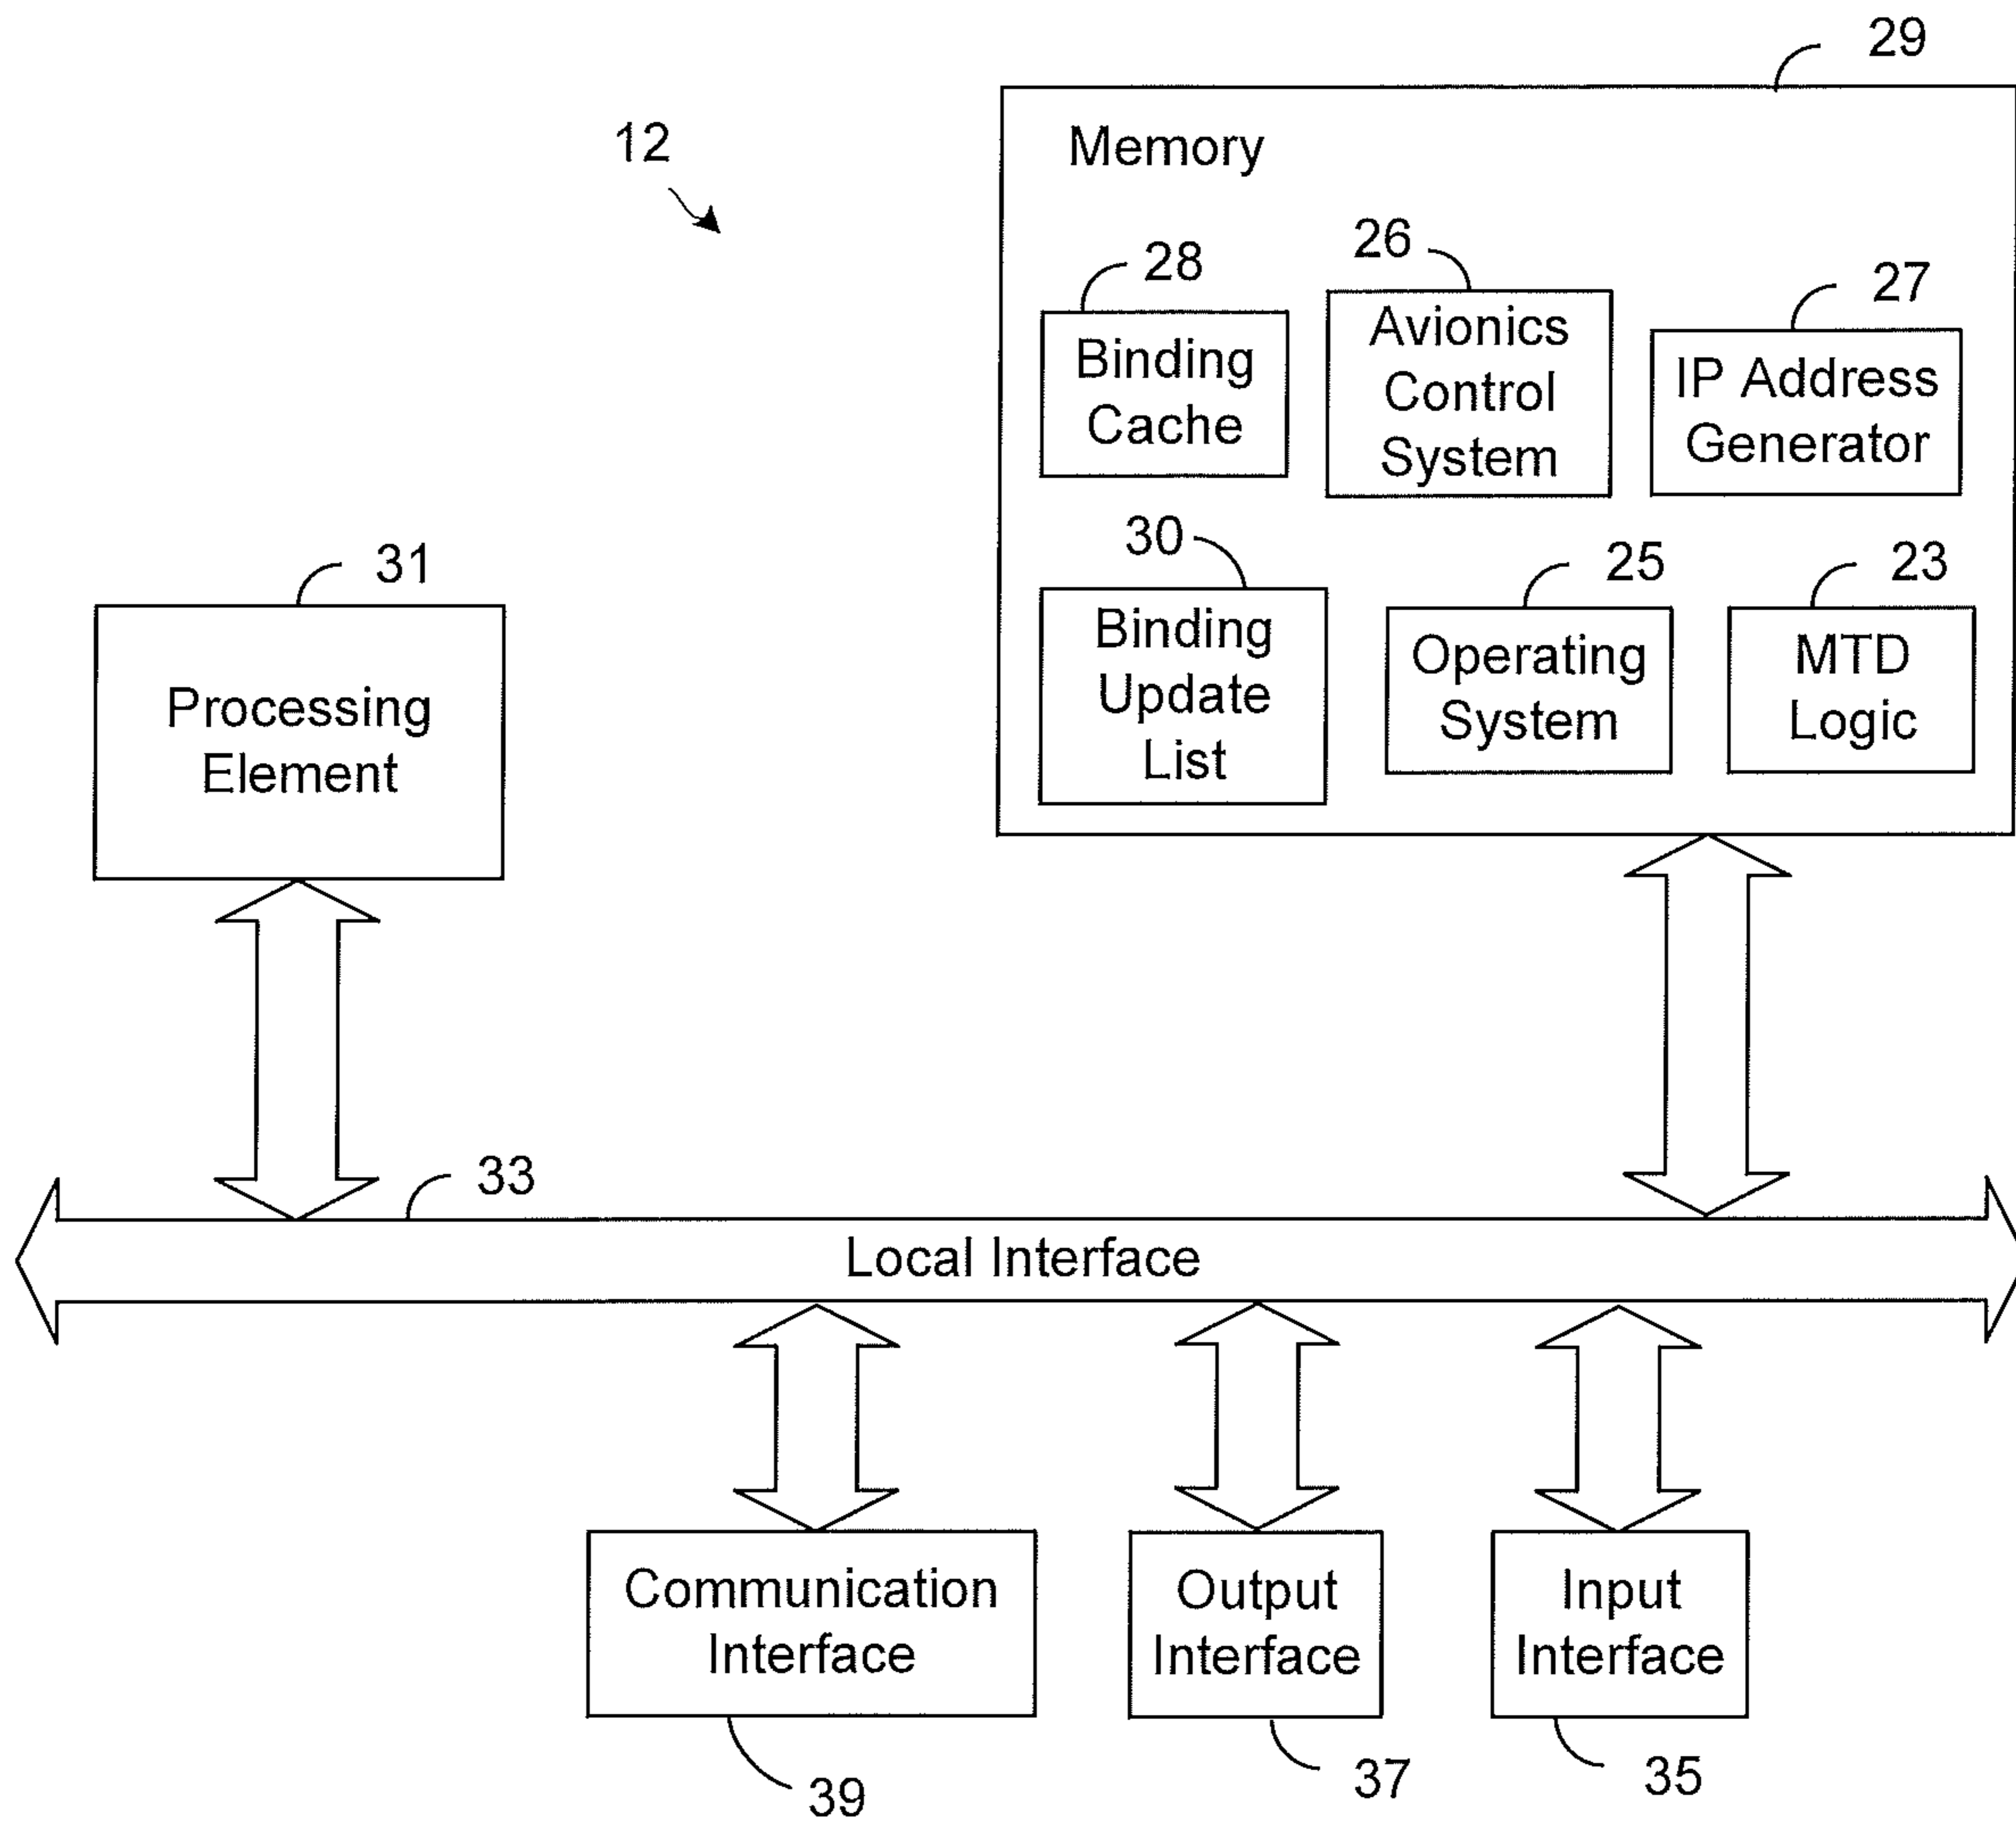 29
12
Memory
28
26
27
Binding
Cache
Avionics
Control
System
IP Address
Generator
30
25
23
Binding
Update
List
Operating
System
MTD
Logic
31
Processing
Element
33
Local Interface
Communication
Interface
Output
Interface
Input
Interface
39
37
35